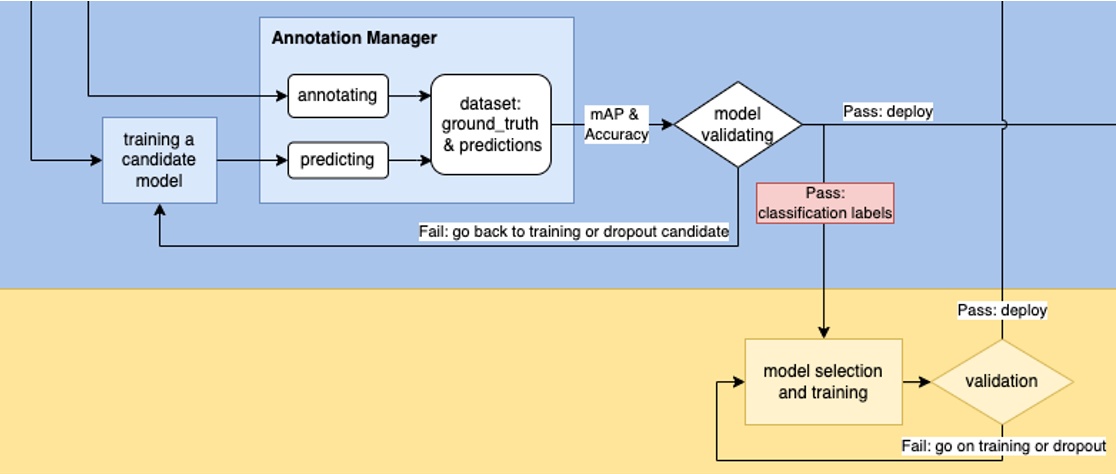 Annotation Manager
annotating
predicting
dataset:
ground_truth
& predictions
training a
candidate
model
mAP &
Accuracy
model
validating
Pass: deploy
Pass:
classification labels
Fail: go back to training or dropout candidate
Pass: deploy
model selection
and training
validation
Fail: go on training or dropout